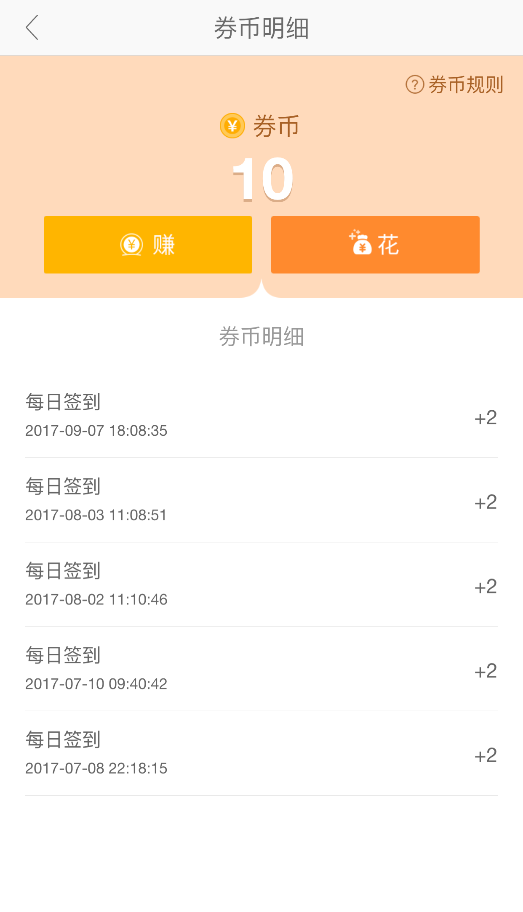 券币明细
券币规则
券币
10
赚
花
券币明细
每日签到
2017-09-07 18:08:35
+2
每日签到
2017-08-03 11:08:51
+2
每日签到
2017-08-02 11:10:46
+2
每日签到
2017-07-10 09:40:42
+2
每日签到
2017-07-08 22:18:15
+2